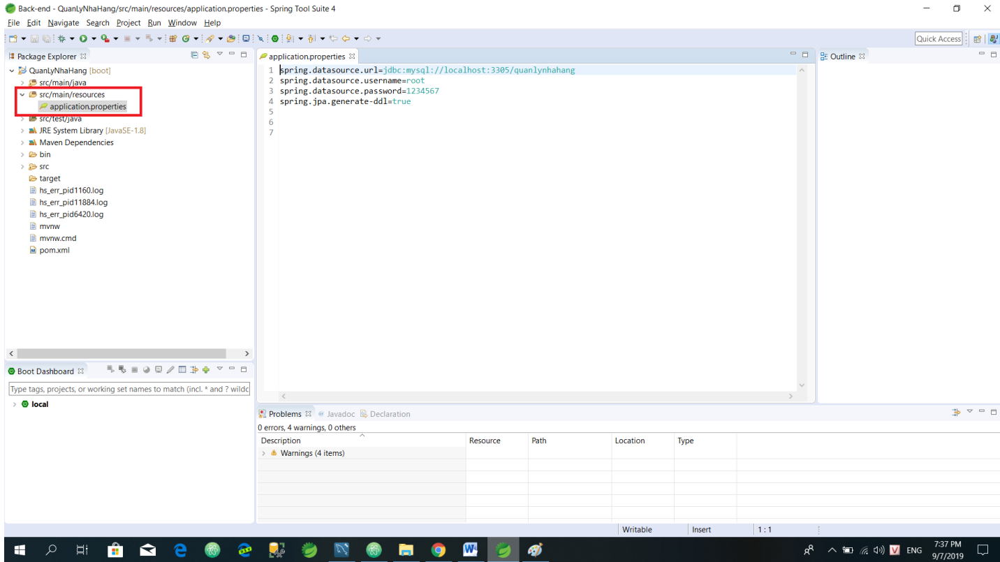 Back-end - QuanLyNhaHang/src/main/resources/application.properties - Spring Tool Suite 4
File Edit Navigate Search Project Run Window Help
Quick Access
Package Explorer
QuanLyNhaHang [boot]
src/main/java
src/main/resources
application.properties
src/test/java
JRE System Library [JavaSE-1.8]
Maven Dependencies
bin
src
target
hs_err_pid1160.log
hs_err_pid11884.log
hs_err_pid6420.log
mvnw
mvnw.cmd
pom.xml
Boot Dashboard
Type tags, projects, or working set names to match (incl. * and ? wildc
local
application.properties
1 spring.datasource.url=jdbc:mysql://localhost:3305/quanlynhahang
2 spring.datasource.username=root
3 spring.datasource.password=1234567
4 spring.jpa.generate-ddl=true
5
6
7
Outline
Problems Javadoc Declaration
0 errors, 4 warnings, 0 others
Description Resource Path Location Type
Warnings (4 items)
Writable Insert 1 : 1
ENG
7:37 PM
9/7/2019